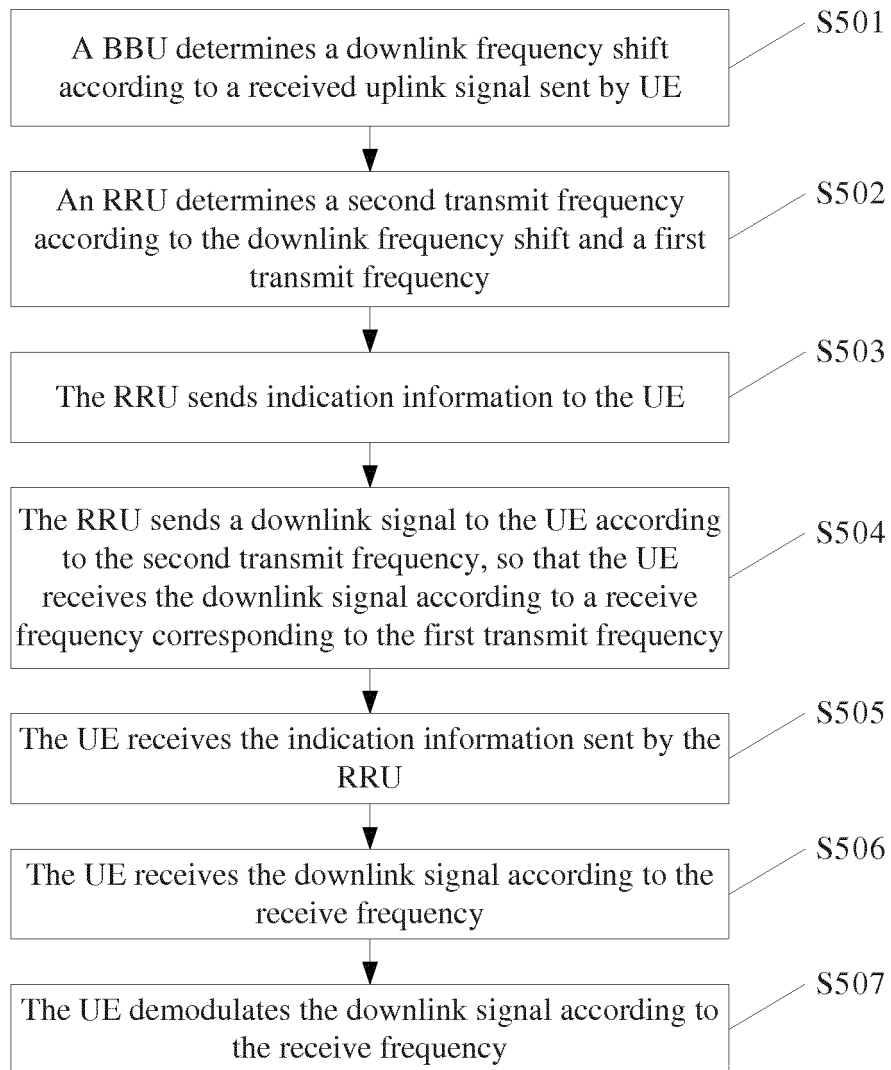 A BBU determines a downlink frequency shift
according to a received uplink signal sent by UE
S501
An RRU determines a second transmit frequency
according to the downlink frequency shift and a first
transmit frequency
S502
The RRU sends indication information to the UE
S503
The RRU sends a downlink signal to the UE according
to the second transmit frequency, so that the UE
receives the downlink signal according to a receive
frequency corresponding to the first transmit frequency
S504
The UE receives the indication information sent by the
RRU
S505
The UE receives the downlink signal according to the
receive frequency
S506
The UE demodulates the downlink signal according to
the receive frequency
S507